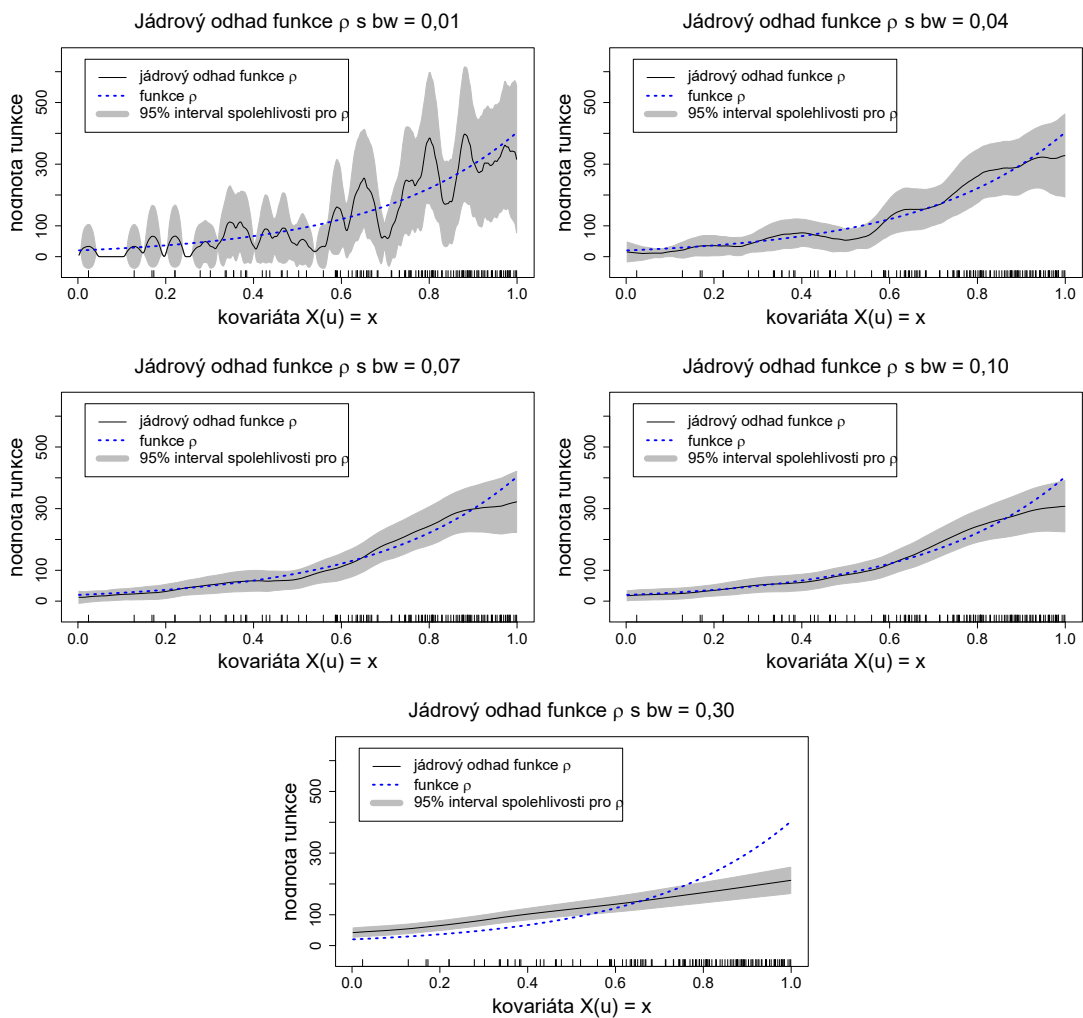 Jádrový odhad funkce ρ s bw = 0,01
jádrový odhad funkce ρ
funkce ρ
95% interval spolehlivosti pro ρ
hodnota funkce
500
300
100
0
0.0 0.2 0.4 0.6 0.8 1.0
kovariáta X(u) = x
Jádrový odhad funkce ρ s bw = 0,04
jádrový odhad funkce ρ
funkce ρ
95% interval spolehlivosti pro ρ
hodnota funkce
500
300
100
0
0.0 0.2 0.4 0.6 0.8 1.0
kovariáta X(u) = x
Jádrový odhad funkce ρ s bw = 0,07
jádrový odhad funkce ρ
funkce ρ
95% interval spolehlivosti pro ρ
hodnota funkce
500
300
100
0
0.0 0.2 0.4 0.6 0.8 1.0
kovariáta X(u) = x
Jádrový odhad funkce ρ s bw = 0,10
jádrový odhad funkce ρ
funkce ρ
95% interval spolehlivosti pro ρ
hodnota funkce
500
300
100
0
0.0 0.2 0.4 0.6 0.8 1.0
kovariáta X(u) = x
Jádrový odhad funkce ρ s bw = 0,30
jádrový odhad funkce ρ
funkce ρ
95% interval spolehlivosti pro ρ
hodnota funkce
500
300
100
0
0.0 0.2 0.4 0.6 0.8 1.0
kovariáta X(u) = x